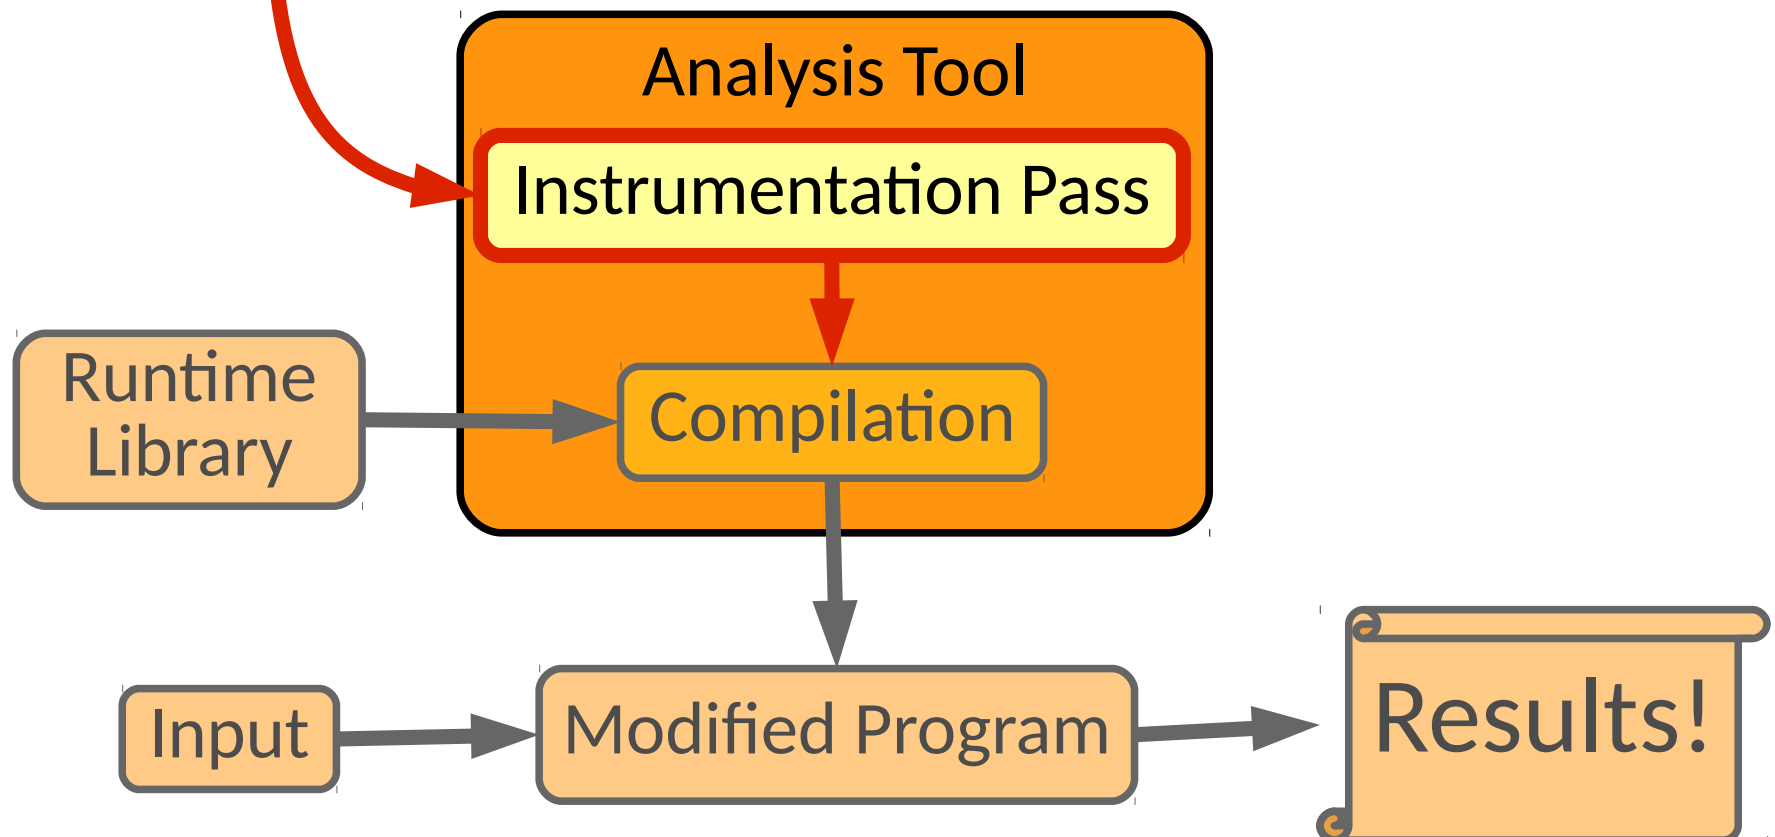 Analysis Tool
Instrumentation Pass
Runtime
Library
Compilation
Input
Modified Program
Results!